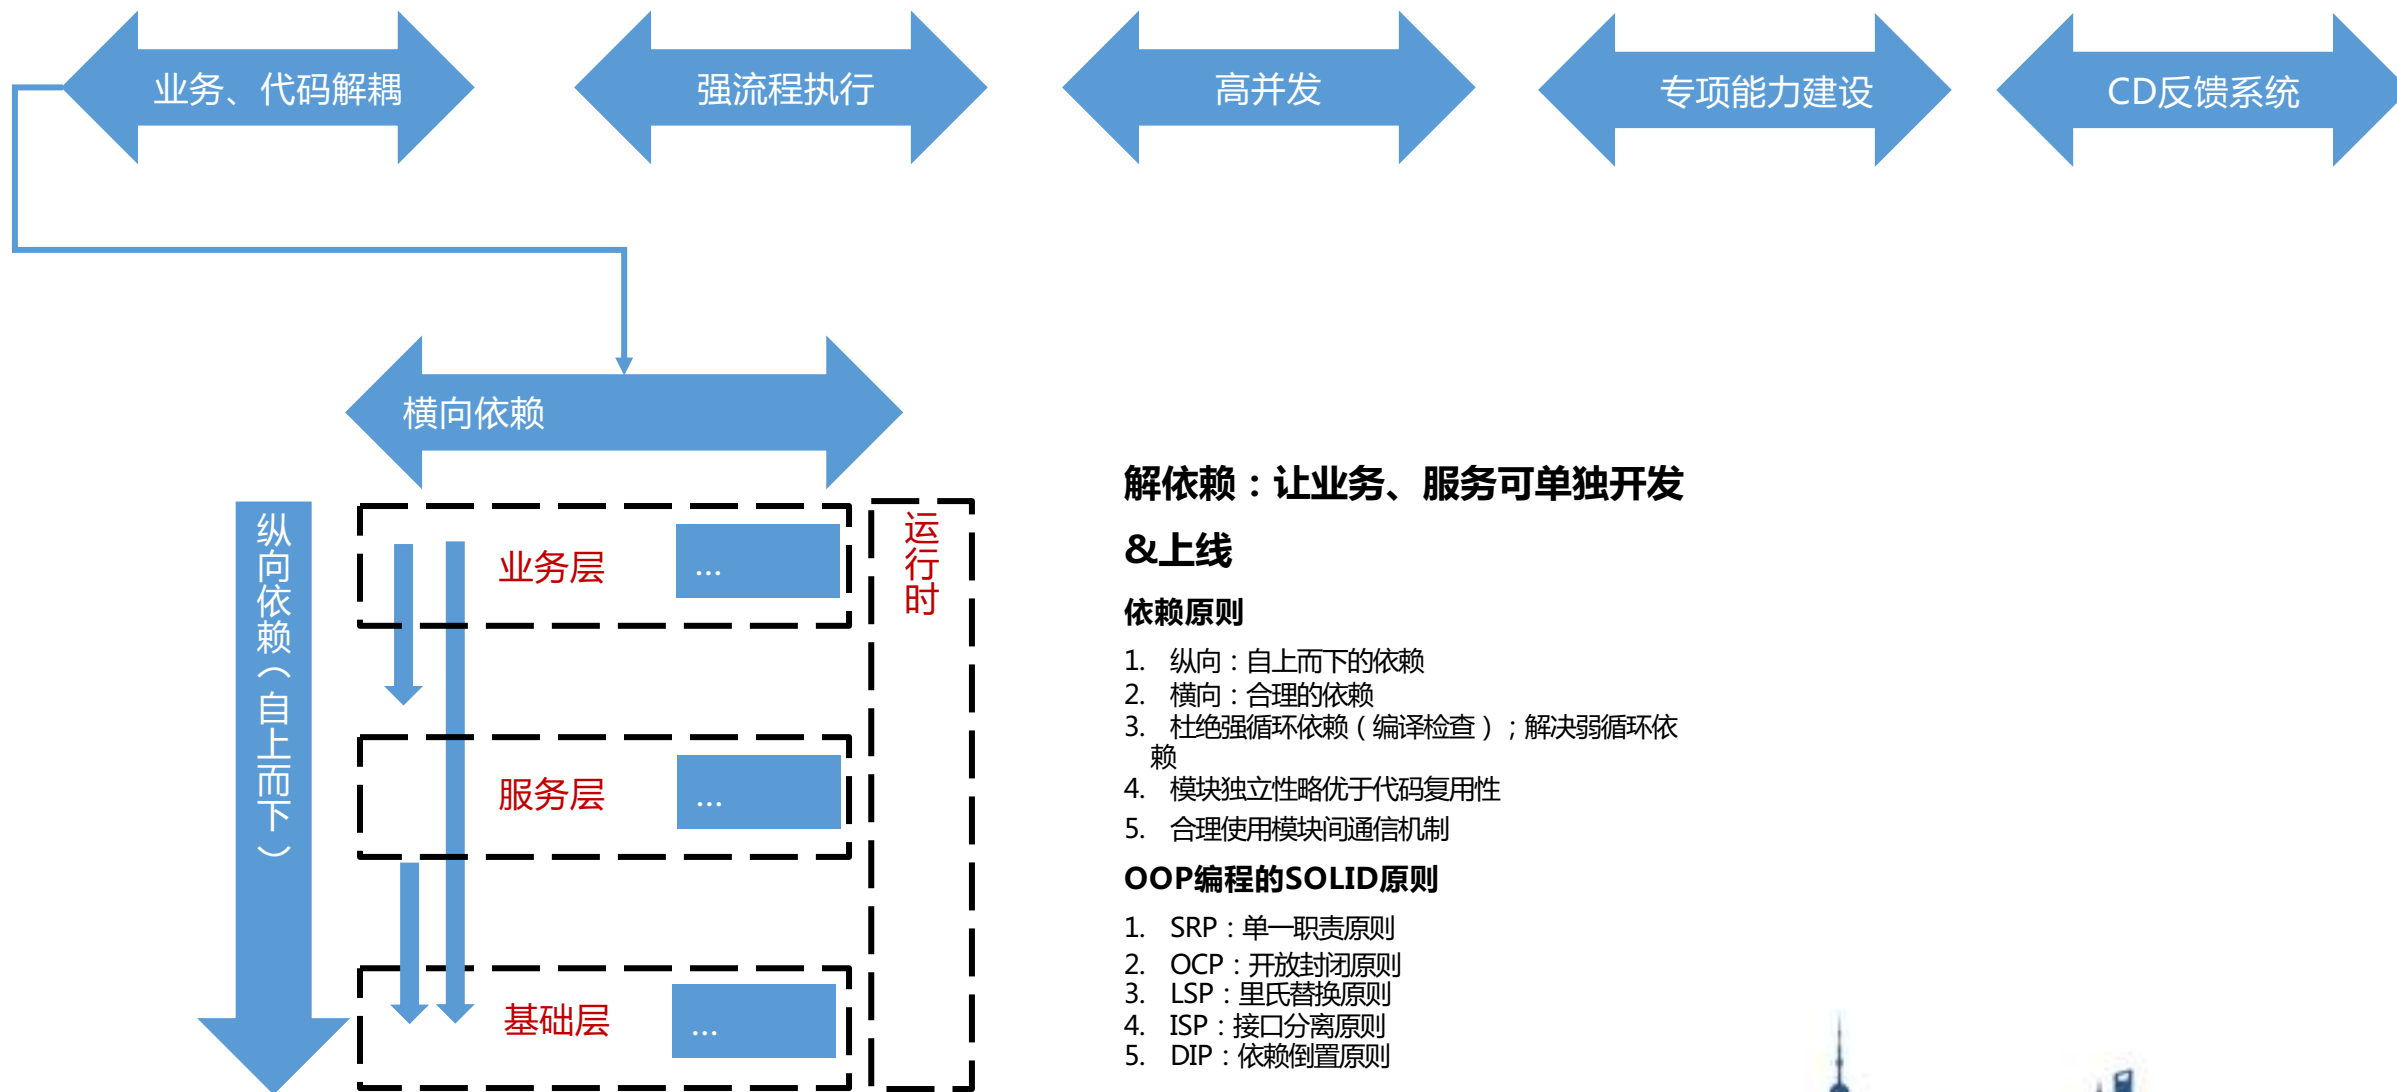 业务、代码解耦
强流程执行
高并发
专项能力建设
CD反馈系统
横向依赖
纵向依赖（自上而下）
业务层
...
运行时
服务层
...
基础层
...
解依赖：让业务、服务可单独开发
&上线
依赖原则
1. 纵向：自上而下的依赖
2. 横向：合理的依赖
3. 杜绝强循环依赖（编译检查）；解决弱循环依
赖
4. 模块独立性略优于代码复用性
5. 合理使用模块间通信机制
OOP编程的SOLID原则
1. SRP：单一职责原则
2. OCP：开放封闭原则
3. LSP：里氏替换原则
4. ISP：接口分离原则
5. DIP：依赖倒置原则